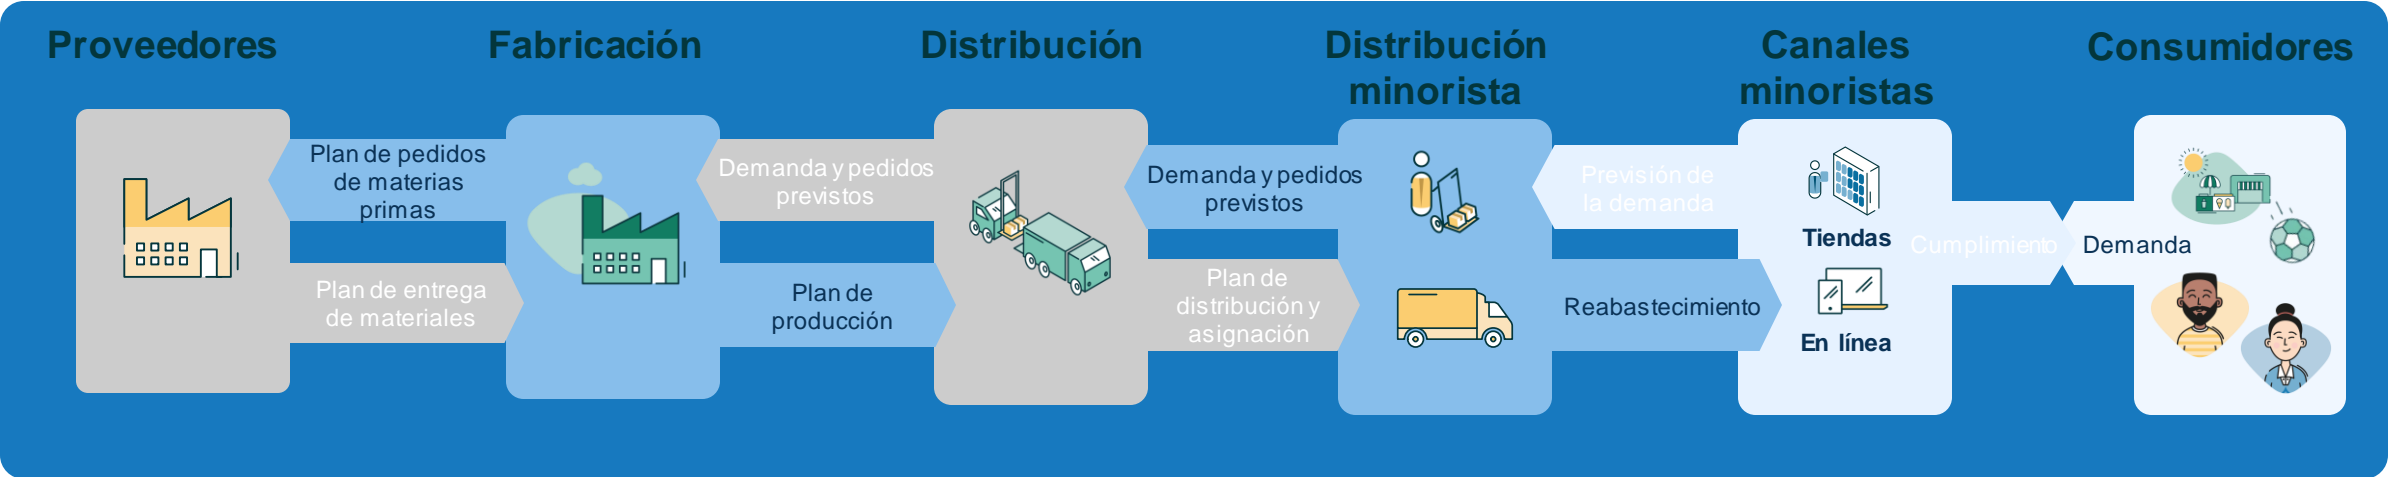 Proveedores
Fabricación
Distribución
Distribución
minorista
Canales
minoristas
Consumidores
Plan de pedidos
de materias
primas
Plan de entrega
de materiales
Demanda y pedidos
previstos
Plan de
producción
Demanda y pedidos
previstos
Plan de
distribución y
asignación
Previsión de
la demanda
Reabastecimiento
Tiendas
En línea
Cumplimiento
Demanda